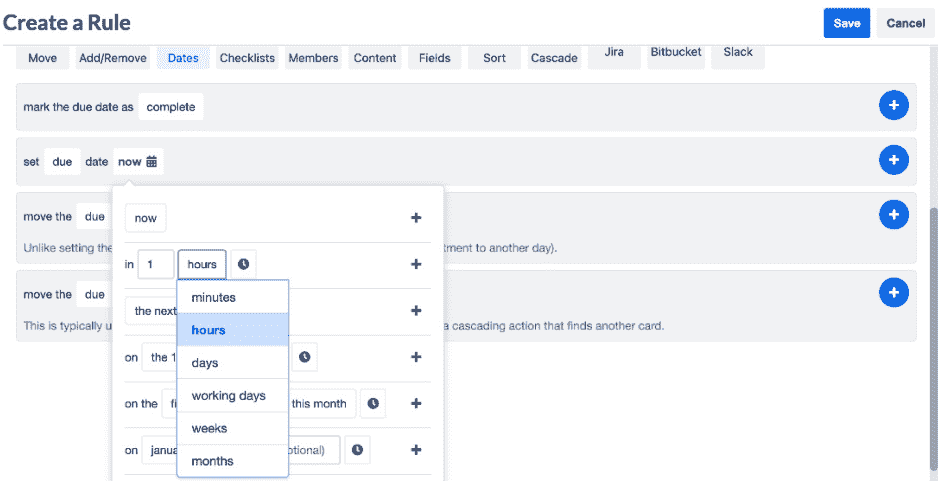 Create a Rule
Save Cancel
Move Add/Remove Dates Checklists Members Content Fields Sort Cascade Jira Bitbucket Slack
mark the due date as complete
set due date now
move the due
Unlike setting the tment to another day).
move the due
This is typically u a cascading action that finds another card.
now
in 1 hours
minutes
hours
days
working days
weeks
months
the next
on the 1
on the fi this month
on janua ptional)